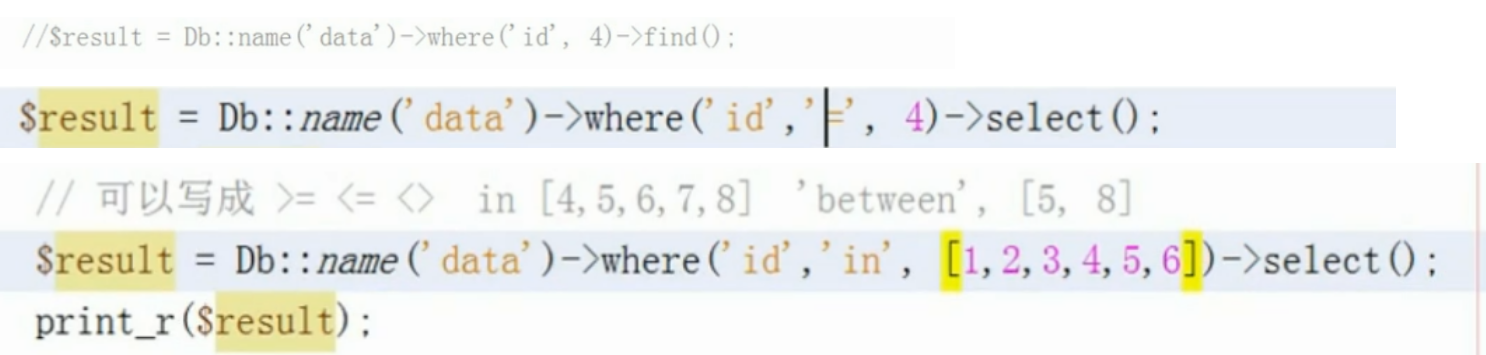 //$result = Db::name('data')->where('id', 4)->find();
$result = Db::name('data')->where('id','=', 4)->select();
// 可以写成 >= <= <>  in [4,5,6,7,8]  'between', [5, 8]
$result = Db::name('data')->where('id','in', [1,2,3,4,5,6])->select();
print_r($result);